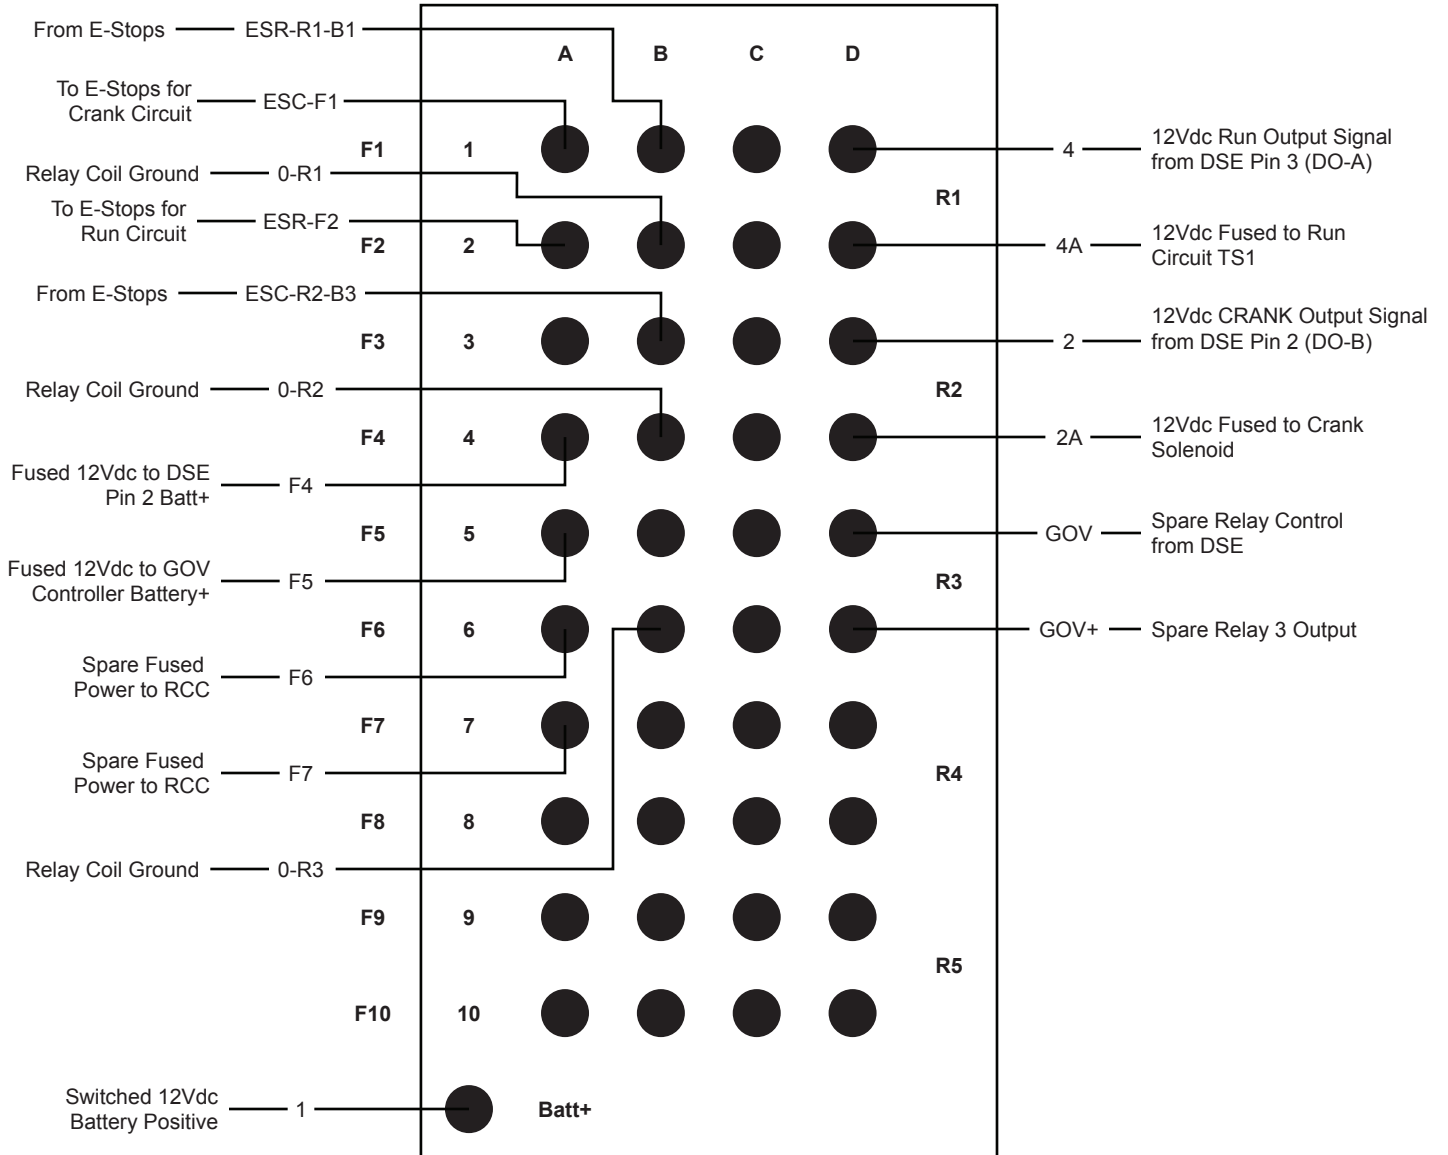 From E-Stops
ESR-R1-B1
A
B
C
D
To E-Stops for
Crank Circuit
ESC-F1
F1
1
4
12Vdc Run Output Signal
from DSE Pin 3 (DO-A)
Relay Coil Ground
0-R1
R1
To E-Stops for
Run Circuit
ESR-F2
F2
2
4A
12Vdc Fused to Run
Circuit TS1
From E-Stops
ESC-R2-B3
F3
3
2
12Vdc CRANK Output Signal
from DSE Pin 2 (DO-B)
Relay Coil Ground
0-R2
R2
F4
4
2A
12Vdc Fused to Crank
Solenoid
Fused 12Vdc to DSE
Pin 2 Batt+
F4
F5
5
GOV
Spare Relay Control
from DSE
Fused 12Vdc to GOV
Controller Battery+
F5
R3
F6
6
GOV+
Spare Relay 3 Output
Spare Fused
Power to RCC
F6
F7
7
Spare Fused
Power to RCC
F7
R4
F8
8
Relay Coil Ground
0-R3
F9
9
R5
F10
10
Switched 12Vdc
Battery Positive
1
Batt+